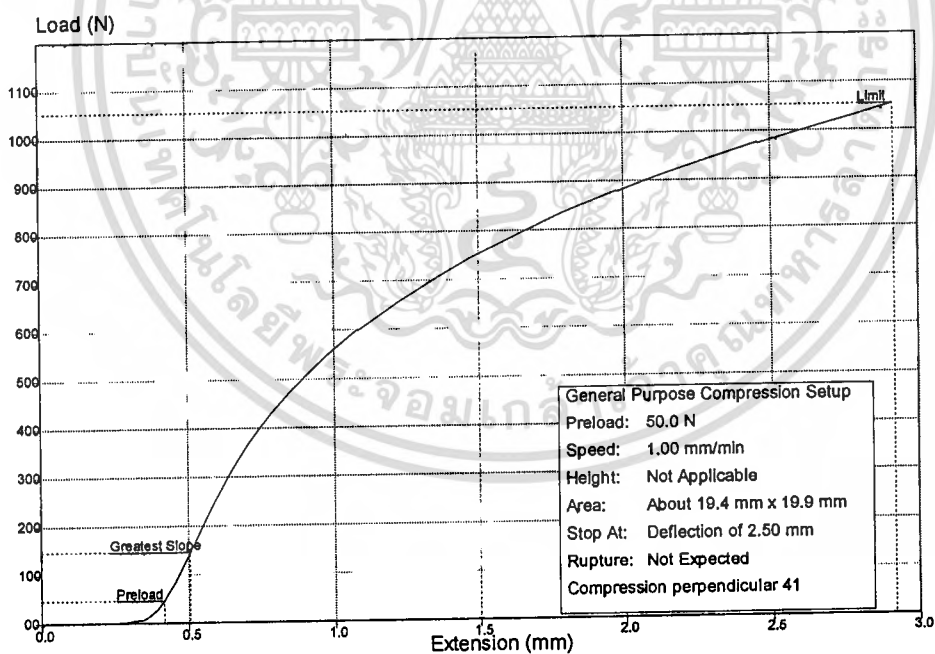 Load (N)
1100
1000
900
800
700
600
500
400
300
200
100
00
0.0
0.5
1.0
1.5
2.0
2.5
3.0
Extension (mm)
Limit
Greatest Slope
Preload
General Purpose Compression Setup
Preload: 50.0 N
Speed: 1.00 mm/min
Height: Not Applicable
Area: About 19.4 mm x 19.9 mm
Stop At: Deflection of 2.50 mm
Rupture: Not Expected
Compression perpendicular 41